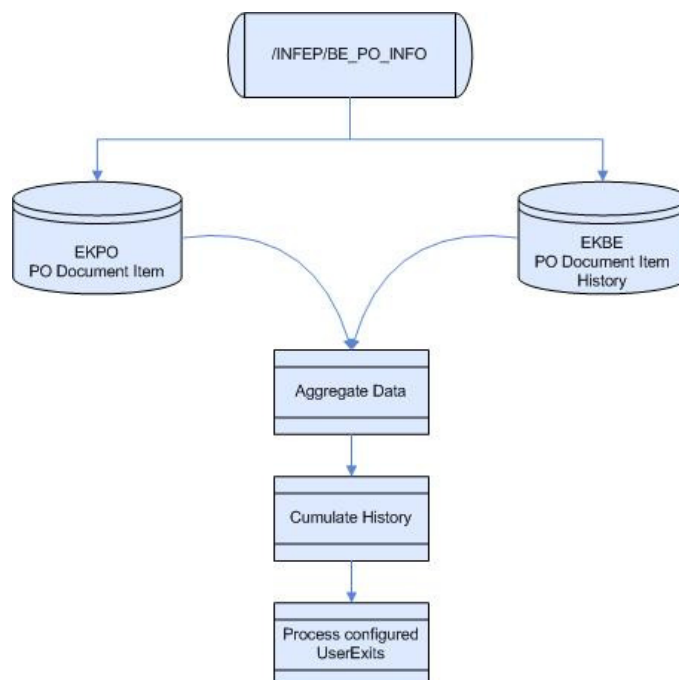 /INFEP/BE_PO_INFO
EKPO
PO Document Item
EKBE
PO Document Item
History
Aggregate Data
Cumulate History
Process configured
UserExits